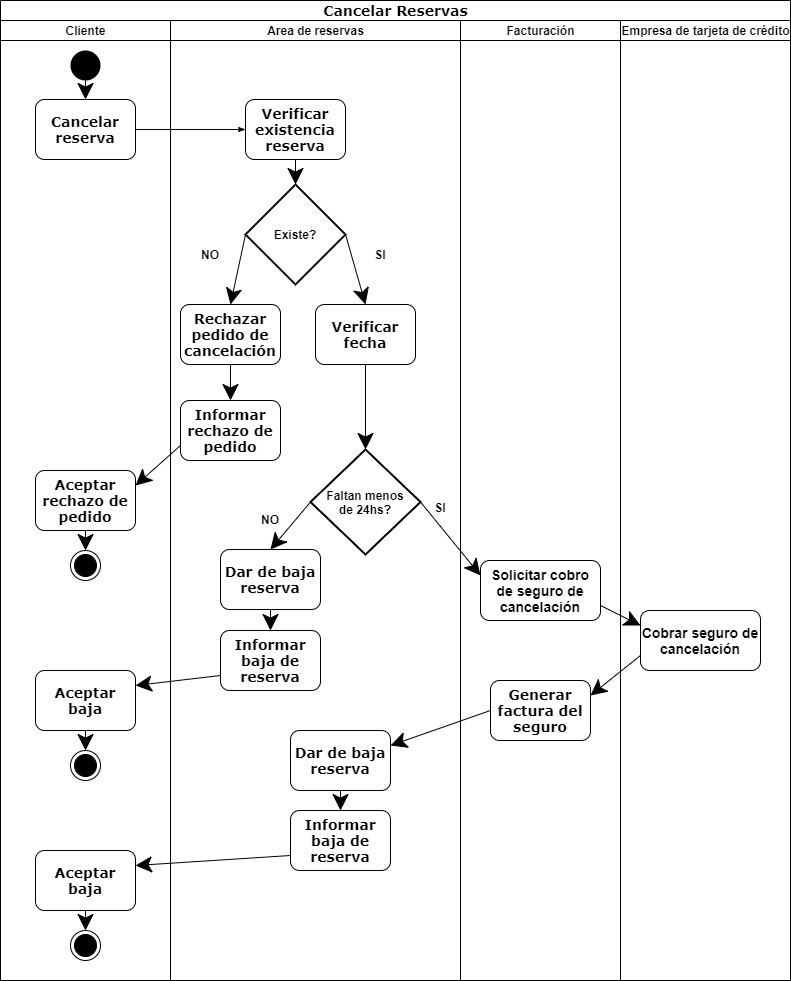 Cancelar Reservas
Cliente
Area de reservas
Facturación
Empresa de tarjeta de crédito
Cancelar
reserva
Verificar
existencia
reserva
Existe?
NO
SI
Rechazar
pedido de
cancelación
Verificar
fecha
Informar
rechazo de
pedido
Aceptar
rechazo de
pedido
Faltan menos
de 24hs?
NO
SI
Dar de baja
reserva
Solicitar cobro
de seguro de
cancelación
Cobrar seguro de
cancelación
Informar
baja de
reserva
Aceptar
baja
Generar
factura del
seguro
Dar de baja
reserva
Informar
baja de
reserva
Aceptar
baja